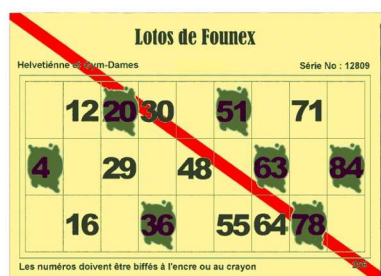 Lotos de Founex
Helvetiénne et Gym-Dames Série No : 12809
12 20 30 51 71
4 29 48 63 84
16 36 55 64 78
Les numéros doivent être biffés à l'encre ou au crayon